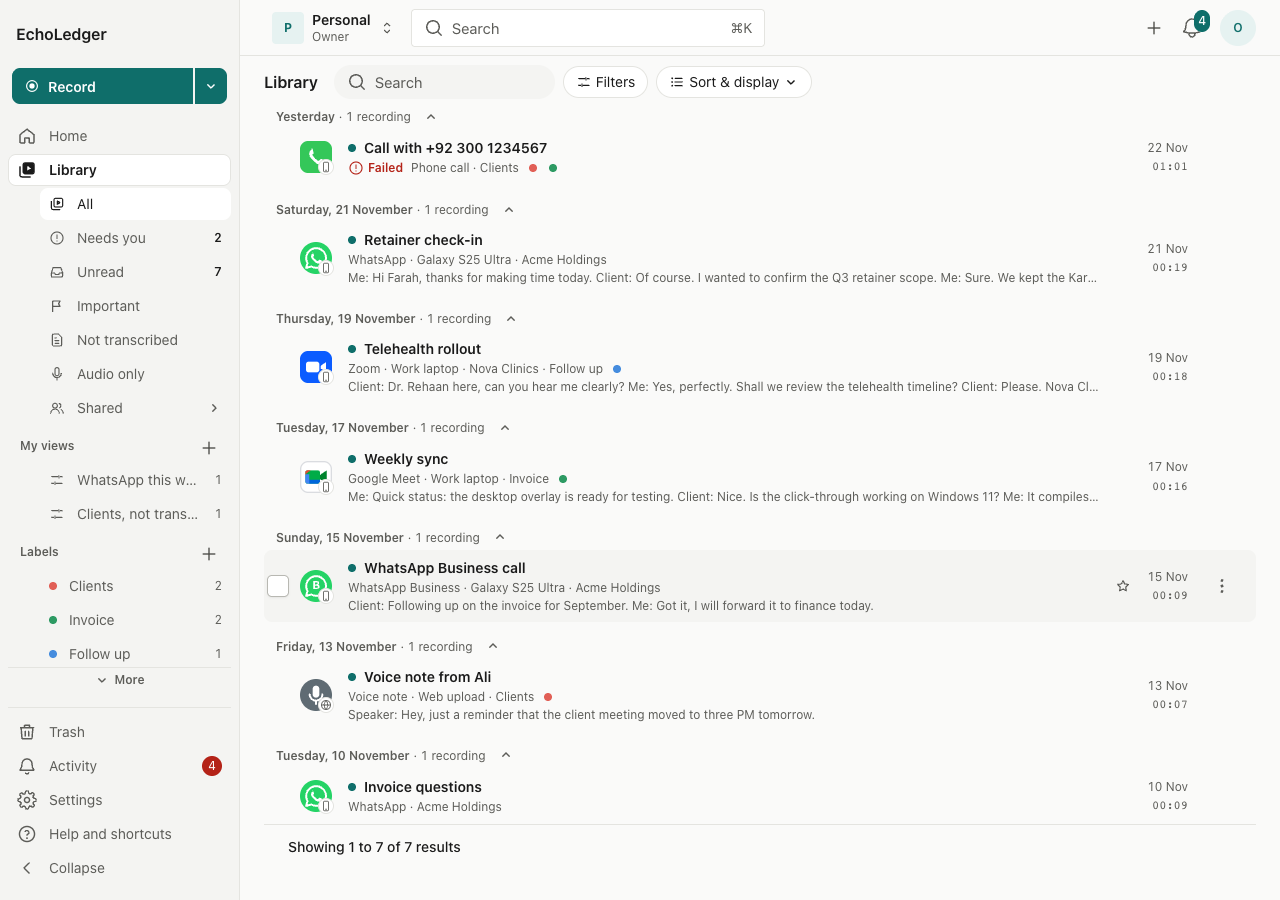 EchoLedger
Record
Home
Library
All
Needs you 2
Unread 7
Important
Not transcribed
Audio only
Shared
My views
WhatsApp this w... 1
Clients, not trans... 1
Labels
Clients 2
Invoice 2
Follow up 1
More
Trash
Activity 4
Settings
Help and shortcuts
Collapse
P Personal
Owner
Search ⌘K
4
O
Library Search Filters Sort & display
Yesterday · 1 recording
Call with +92 300 1234567 22 Nov
Failed Phone call · Clients 01:01
Saturday, 21 November · 1 recording
Retainer check-in 21 Nov
WhatsApp · Galaxy S25 Ultra · Acme Holdings 00:19
Me: Hi Farah, thanks for making time today. Client: Of course. I wanted to confirm the Q3 retainer scope. Me: Sure. We kept the Kar...
Thursday, 19 November · 1 recording
Telehealth rollout 19 Nov
Zoom · Work laptop · Nova Clinics · Follow up 00:18
Client: Dr. Rehaan here, can you hear me clearly? Me: Yes, perfectly. Shall we review the telehealth timeline? Client: Please. Nova Cl...
Tuesday, 17 November · 1 recording
Weekly sync 17 Nov
Google Meet · Work laptop · Invoice 00:16
Me: Quick status: the desktop overlay is ready for testing. Client: Nice. Is the click-through working on Windows 11? Me: It compiles...
Sunday, 15 November · 1 recording
B WhatsApp Business call 15 Nov
WhatsApp Business · Galaxy S25 Ultra · Acme Holdings 00:09
Client: Following up on the invoice for September. Me: Got it, I will forward it to finance today.
Friday, 13 November · 1 recording
Voice note from Ali 13 Nov
Voice note · Web upload · Clients 00:07
Speaker: Hey, just a reminder that the client meeting moved to three PM tomorrow.
Tuesday, 10 November · 1 recording
Invoice questions 10 Nov
WhatsApp · Acme Holdings 00:09
Showing 1 to 7 of 7 results